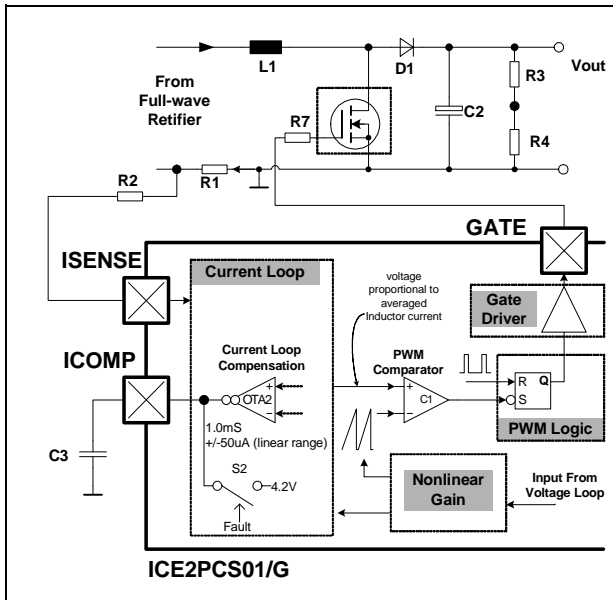 L1
D1
R3
Vout
From
Full-wave
Retifier
R7
C2
R4
R2
R1
GATE
ISENSE
Current Loop
voltage
proportional to
averaged
Inductor current
Gate
Driver
ICOMP
Current Loop
Compensation
PWM
Comparator
OTA2
+
-
+
-
C1
R
Q
S
1.0mS
+/-50uA (linear range)
PWM Logic
C3
S2
4.2V
Nonlinear
Gain
Input From
Voltage Loop
Fault
ICE2PCS01/G